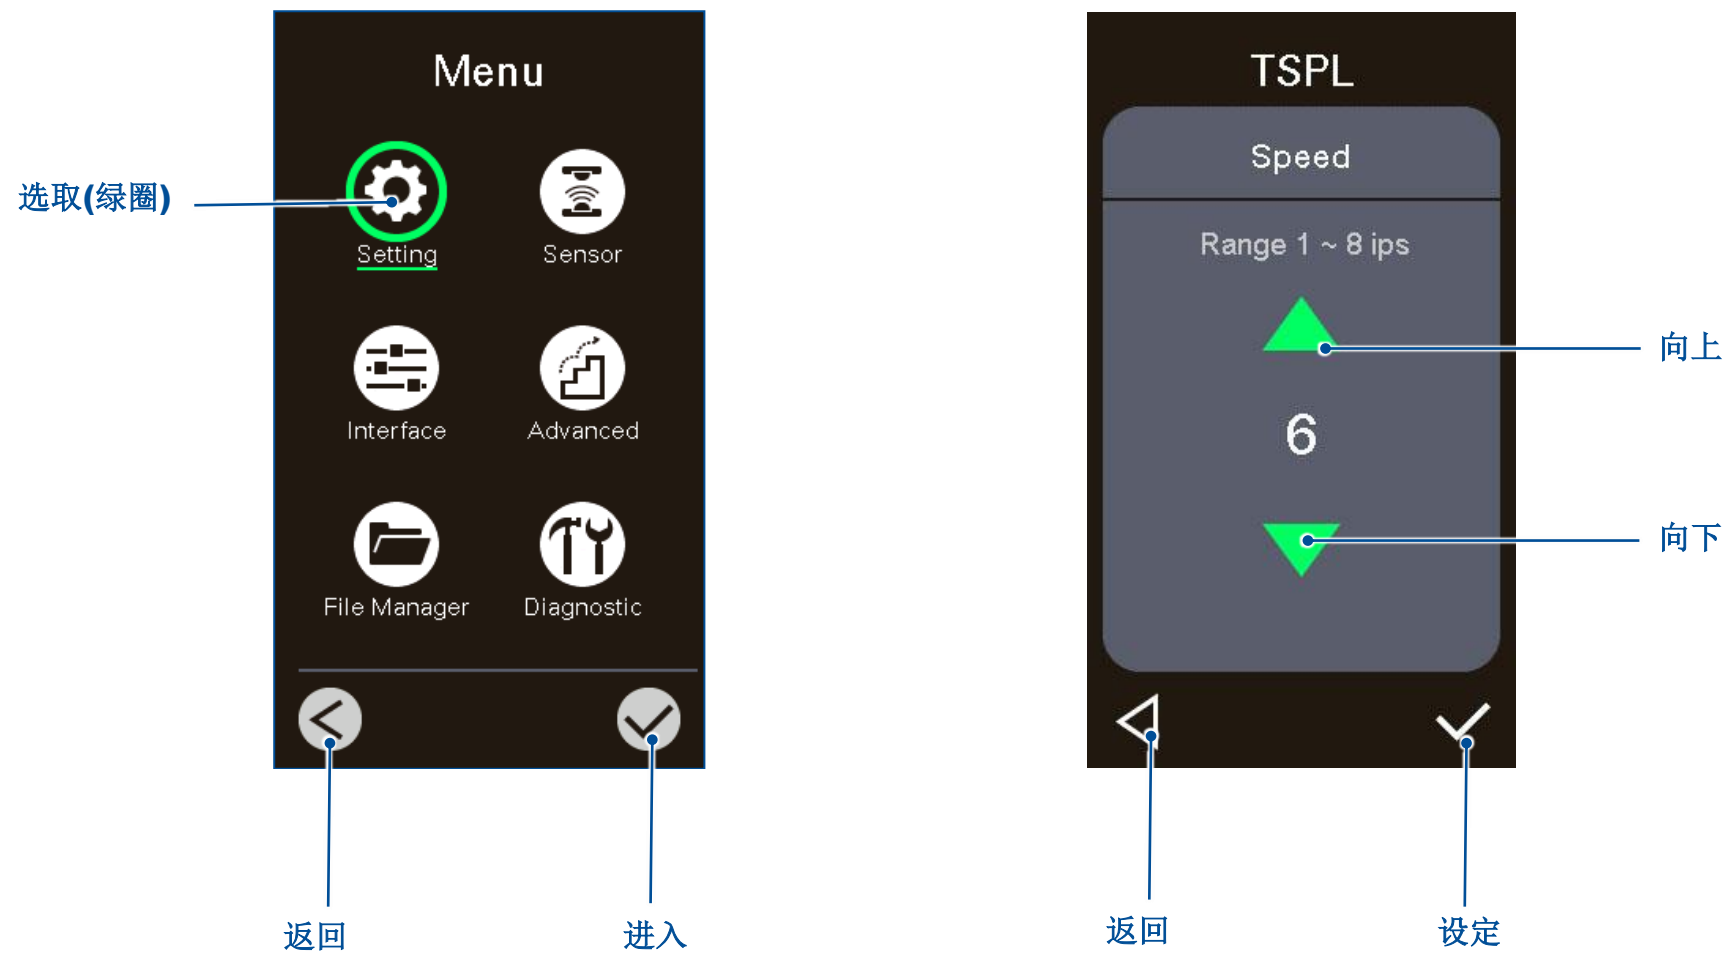 Menu
选取(绿圈)
Setting
Sensor
Interface
Advanced
File Manager
Diagnostic
返回
进入
TSPL
Speed
Range 1 ~ 8 ips
向上
6
向下
返回
设定